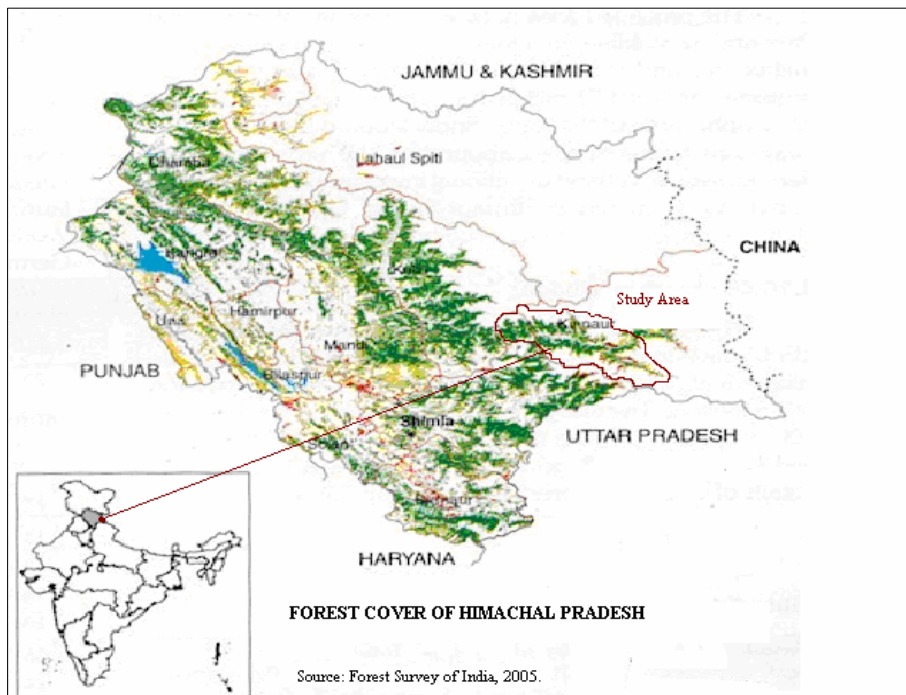 JAMMU & KASHMIR
Lahaul Spiti
Chamba
CHINA
Kangra
Kullu
Study Area
Kinnaur
Una
Hamirpur
Mandi
PUNJAB
Bilaspur
Shimla
UTTAR PRADESH
Solan
Sirmaur
HARYANA
FOREST COVER OF HIMACHAL PRADESH
Source: Forest Survey of India, 2005.